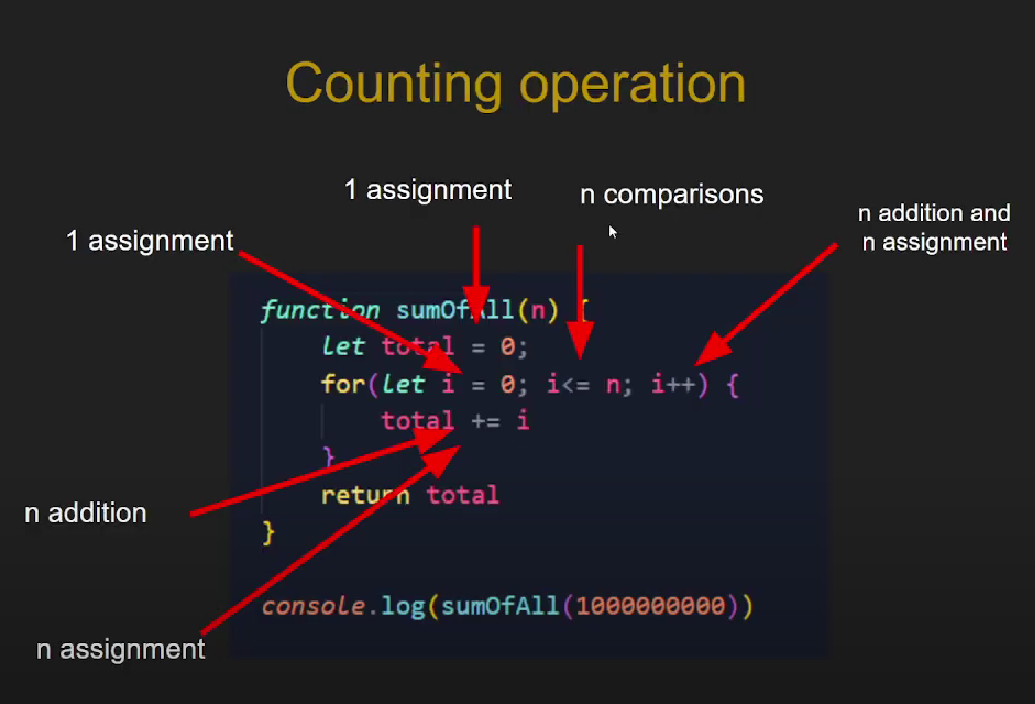 Counting operation
1 assignment
n comparisons
n addition and
n assignment
1 assignment
function sumOfAll(n) {
let total = 0;
for(let i = 0; i<= n; i++) {
total += i
}
return total
}
n addition
console.log(sumOfAll(1000000000))
n assignment